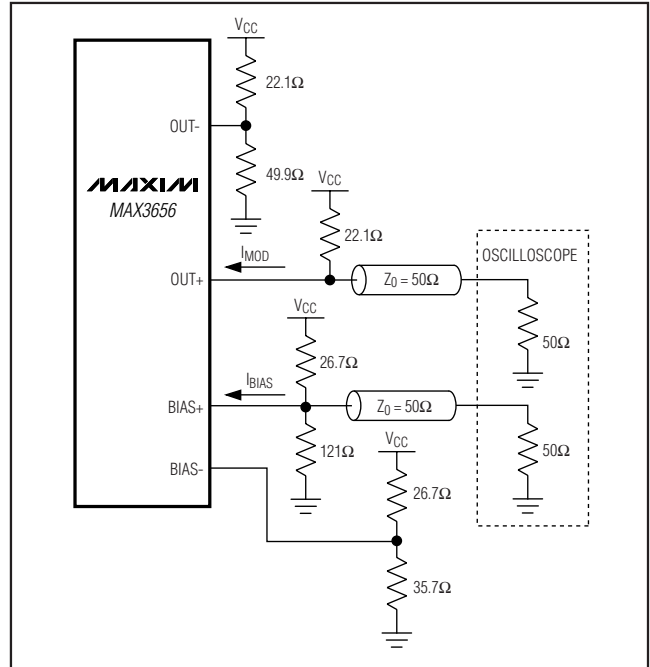 VCC
22.1Ω
OUT-
49.9Ω
MAXIM
MAX3656
VCC
22.1Ω
OSCILLOSCOPE
IMOD
OUT+
Z0 = 50Ω
50Ω
VCC
26.7Ω
IBIAS
BIAS+
Z0 = 50Ω
50Ω
121Ω
VCC
BIAS-
26.7Ω
35.7Ω